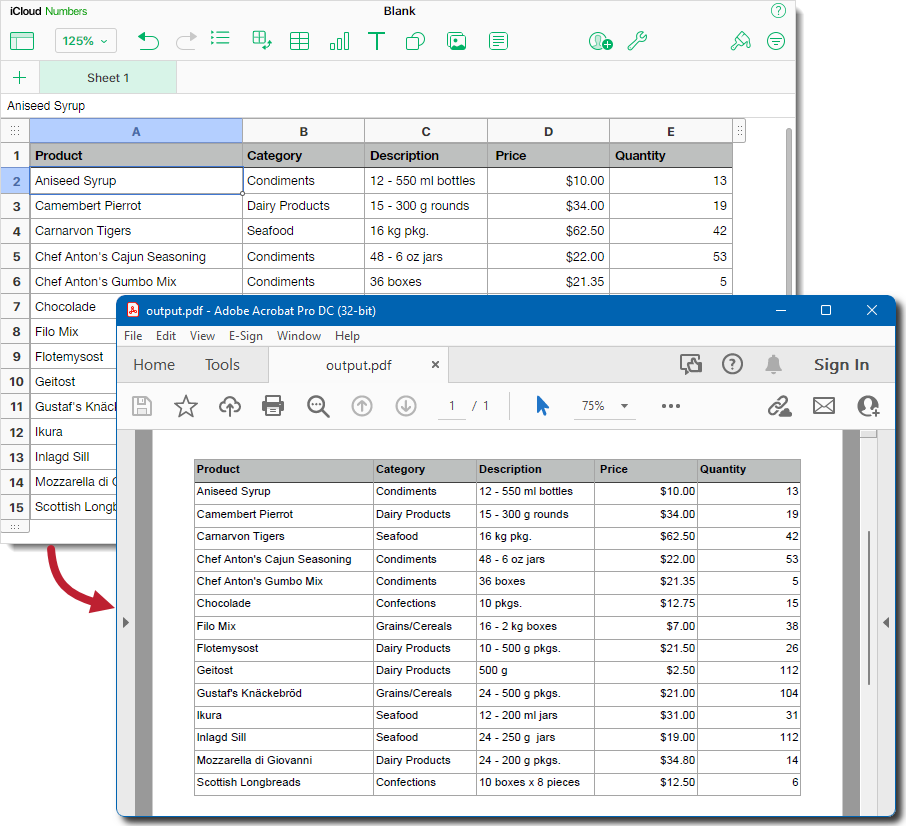 iCloud Numbers Blank ?
125%
Sheet 1
Aniseed Syrup
A B C D E
1 Product Category Description Price Quantity
2 Aniseed Syrup Condiments 12 - 550 ml bottles $10.00 13
3 Camembert Pierrot Dairy Products 15 - 300 g rounds $34.00 19
4 Carnarvon Tigers Seafood 16 kg pkg. $62.50 42
5 Chef Anton's Cajun Seasoning Condiments 48 - 6 oz jars $22.00 53
6 Chef Anton's Gumbo Mix Condiments 36 boxes $21.35 5
7 Chocolade
8 Filo Mix
9 Flotemysost
10 Geitost
11 Gustaf's Knäck
12 Ikura
13 Inlagd Sill
14 Mozzarella di
15 Scottish Longb
output.pdf - Adobe Acrobat Pro DC (32-bit)
File Edit View E-Sign Window Help
Home Tools output.pdf × ? Sign In
1 / 1 75%
Product Category Description Price Quantity
Aniseed Syrup Condiments 12 - 550 ml bottles $10.00 13
Camembert Pierrot Dairy Products 15 - 300 g rounds $34.00 19
Carnarvon Tigers Seafood 16 kg pkg. $62.50 42
Chef Anton's Cajun Seasoning Condiments 48 - 6 oz jars $22.00 53
Chef Anton's Gumbo Mix Condiments 36 boxes $21.35 5
Chocolade Confections 10 pkgs. $12.75 15
Filo Mix Grains/Cereals 16 - 2 kg boxes $7.00 38
Flotemysost Dairy Products 10 - 500 g pkgs. $21.50 26
Geitost Dairy Products 500 g $2.50 112
Gustaf's Knäckebröd Grains/Cereals 24 - 500 g pkgs. $21.00 104
Ikura Seafood 12 - 200 ml jars $31.00 31
Inlagd Sill Seafood 24 - 250 g jars $19.00 112
Mozzarella di Giovanni Dairy Products 24 - 200 g pkgs. $34.80 14
Scottish Longbreads Confections 10 boxes x 8 pieces $12.50 6